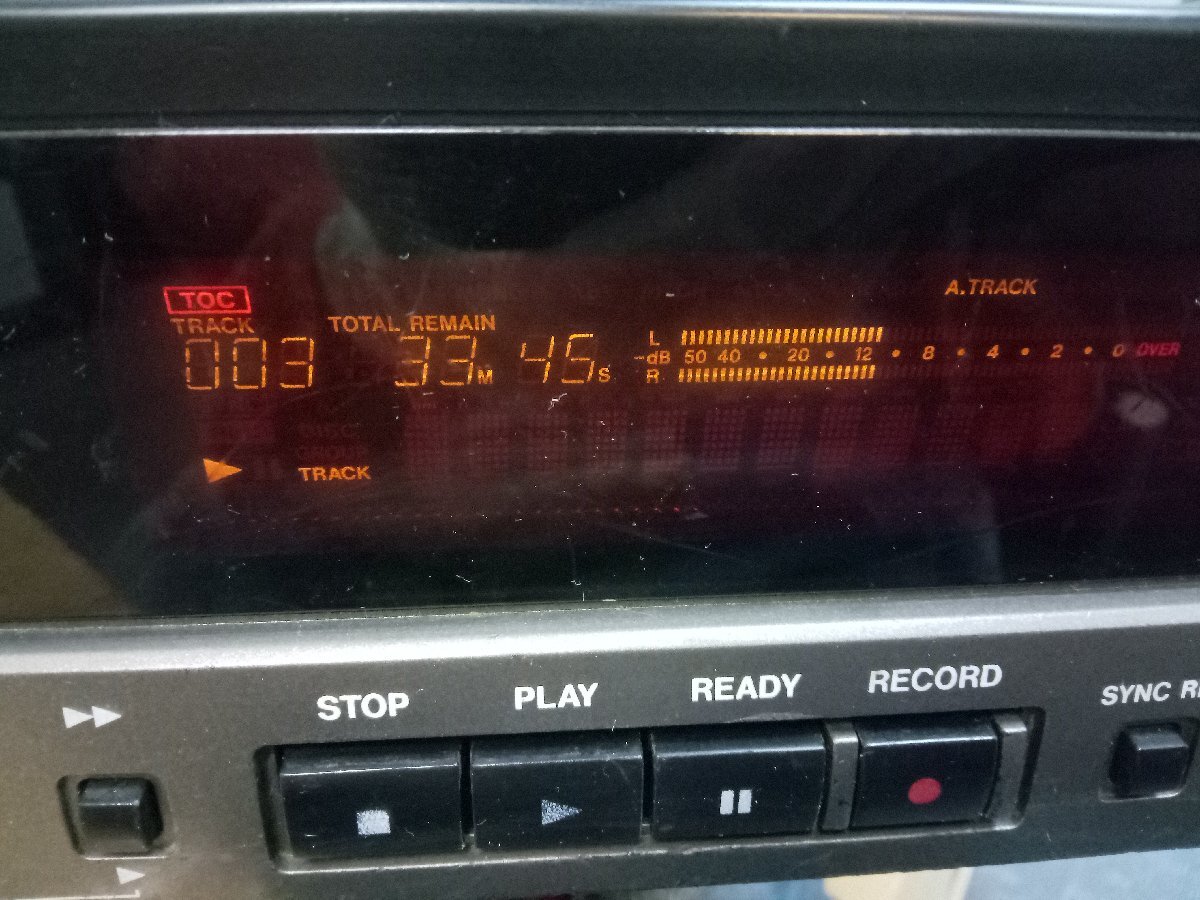 A.TRACK
TOC
TRACK TOTAL REMAIN
003 33M 45S
L
-dB 50 40 • 20 • 12 • 8 • 4 • 2 • 0 OVER
R
TRACK
STOP PLAY READY RECORD
SYNC